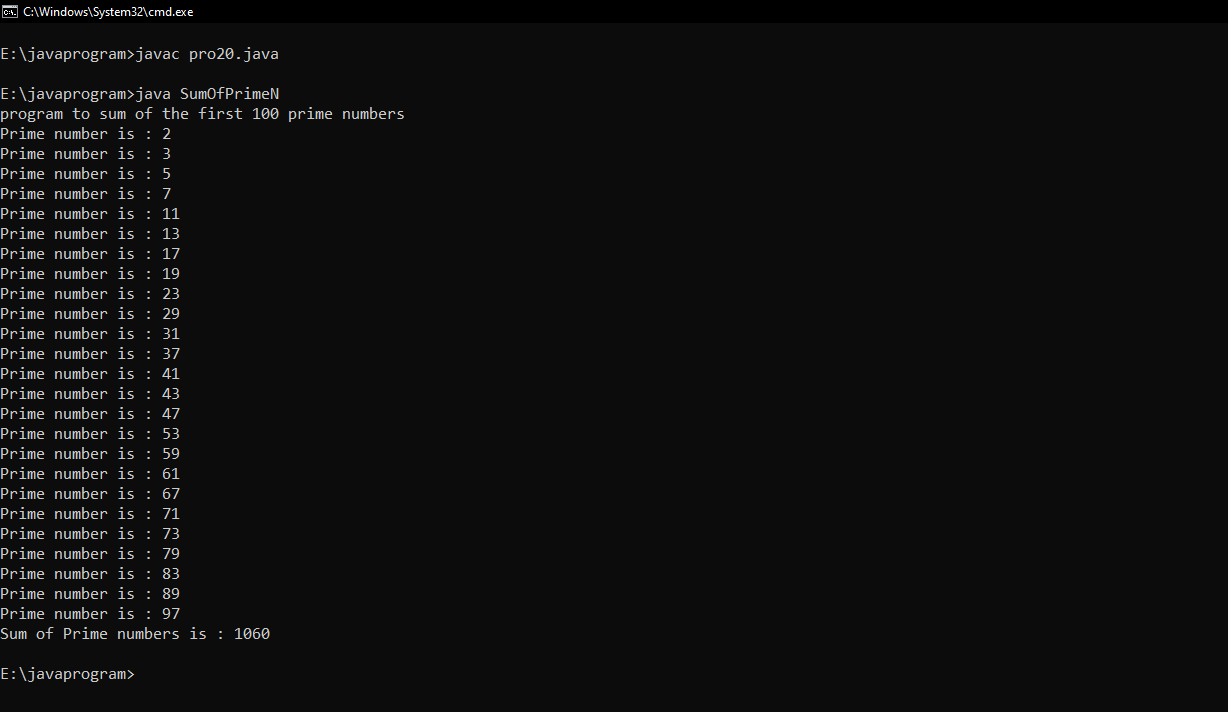 C:\Windows\System32\cmd.exe
E:\javaprogram>javac pro20.java
E:\javaprogram>java SumOfPrimeN
program to sum of the first 100 prime numbers
Prime number is : 2
Prime number is : 3
Prime number is : 5
Prime number is : 7
Prime number is : 11
Prime number is : 13
Prime number is : 17
Prime number is : 19
Prime number is : 23
Prime number is : 29
Prime number is : 31
Prime number is : 37
Prime number is : 41
Prime number is : 43
Prime number is : 47
Prime number is : 53
Prime number is : 59
Prime number is : 61
Prime number is : 67
Prime number is : 71
Prime number is : 73
Prime number is : 79
Prime number is : 83
Prime number is : 89
Prime number is : 97
Sum of Prime numbers is : 1060
E:\javaprogram>